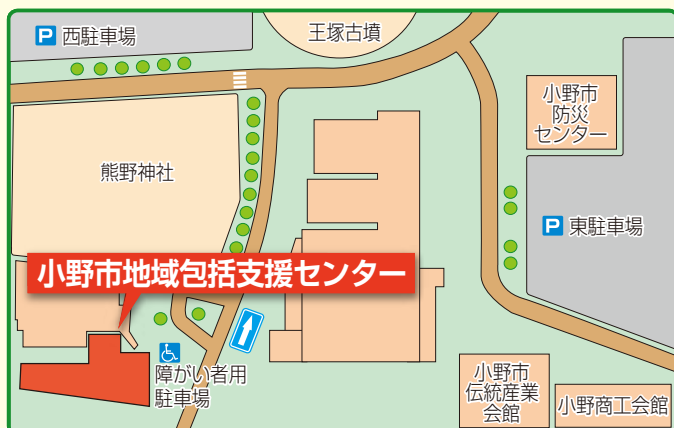 P 西駐車場
王塚古墳
小野市
防災
センター
熊野神社
P 東駐車場
小野市地域包括支援センター
障がい者用
駐車場
小野市
伝統産業
会館
小野商工会館